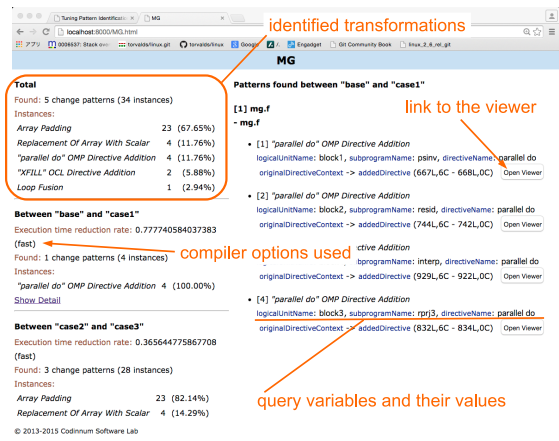 Tuning Pattern Identificatio
MG
localhost:8000/MG.html
アプリ
0006537: Stack over
torvalds/linux.git
torvalds/linux
Google
Engadget
Git Community Book
linux_2_6_rel_git
identified transformations
MG
Total
Found: 5 change patterns (34 instances)
Instances:
Array Padding 23 (67.65%)
Replacement Of Array With Scalar 4 (11.76%)
"parallel do" OMP Directive Addition 4 (11.76%)
"XFILL" OCL Directive Addition 2 (5.88%)
Loop Fusion 1 (2.94%)
Between "base" and "case1"
Execution time reduction rate: 0.777740584037383
(fast)
compiler options used
Found: 1 change patterns (4 instances)
Instances:
"parallel do" OMP Directive Addition 4 (100.00%)
Show Detail
Between "case2" and "case3"
Execution time reduction rate: 0.365644775867708
(fast)
Found: 3 change patterns (28 instances)
Instances:
Array Padding 23 (82.14%)
Replacement Of Array With Scalar 4 (14.29%)
© 2013-2015 Codinnum Software Lab
Patterns found between "base" and "case1"
[1] mg.f
- mg.f
link to the viewer
[1] "parallel do" OMP Directive Addition
logicalUnitName: block1, subprogramName: psinv, directiveName: parallel do
originalDirectiveContext -> addedDirective (667L,6C - 668L,0C) Open Viewer
[2] "parallel do" OMP Directive Addition
logicalUnitName: block2, subprogramName: resid, directiveName: parallel do
originalDirectiveContext -> addedDirective (744L,6C - 742L,0C) Open Viewer
ctive Addition
subprogramName: interp, directiveName: parallel do
originalDirectiveContext -> addedDirective (929L,6C - 922L,0C) Open Viewer
[4] "parallel do" OMP Directive Addition
logicalUnitName: block3, subprogramName: rprj3, directiveName: parallel do
originalDirectiveContext -> addedDirective (832L,6C - 834L,0C) Open Viewer
query variables and their values